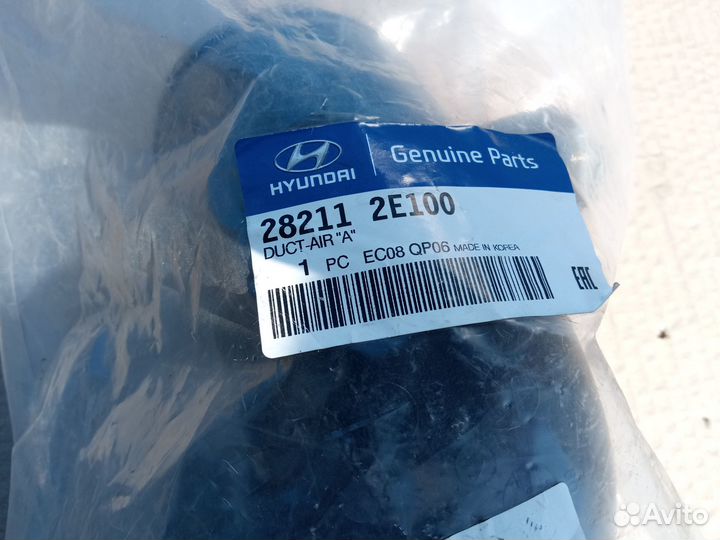 HYUNDAI
Genuine Parts
28211 2E100
DUCT-AIR "A"
1 PC EC08 QP06 MADE IN KOREA
EAC
Avito